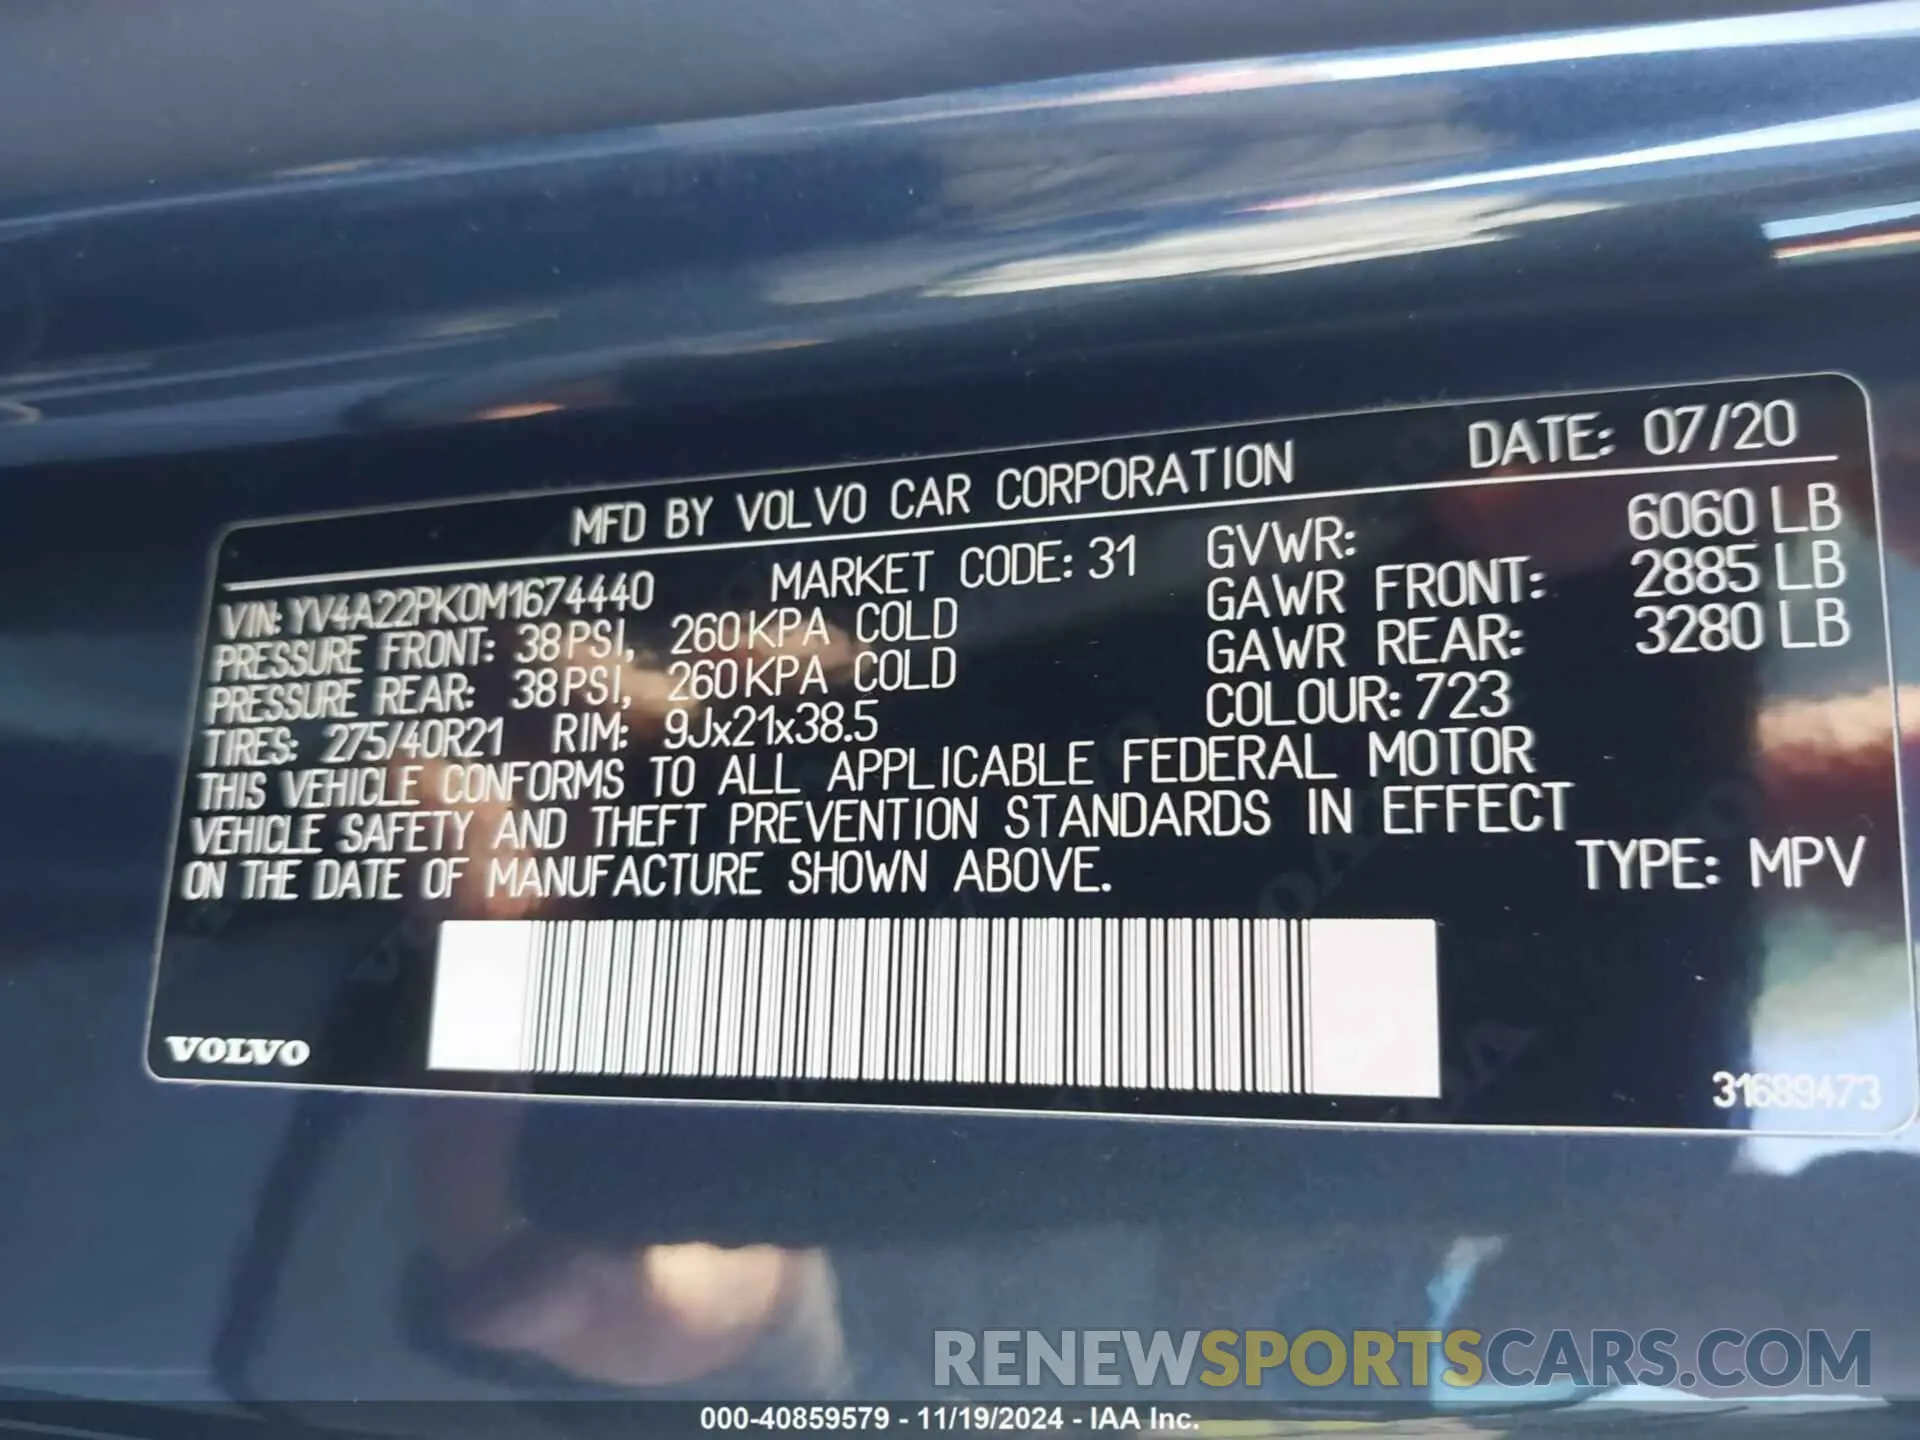 MFD BY VOLVO CAR CORPORATION DATE: 07/20
VIN: YV4A22PK0M1674440 MARKET CODE: 31 GVWR: 6060 LB
PRESSURE FRONT: 38 PSI, 260 KPA COLD GAWR FRONT: 2885 LB
PRESSURE REAR: 38 PSI, 260 KPA COLD GAWR REAR: 3280 LB
TIRES: 275/40R21 RIM: 9Jx21x38.5 COLOUR: 723
THIS VEHICLE CONFORMS TO ALL APPLICABLE FEDERAL MOTOR
VEHICLE SAFETY AND THEFT PREVENTION STANDARDS IN EFFECT
ON THE DATE OF MANUFACTURE SHOWN ABOVE. TYPE: MPV
VOLVO
31689473
RENEWSPORTSCARS.COM
000-40859579 - 11/19/2024 - IAA Inc.